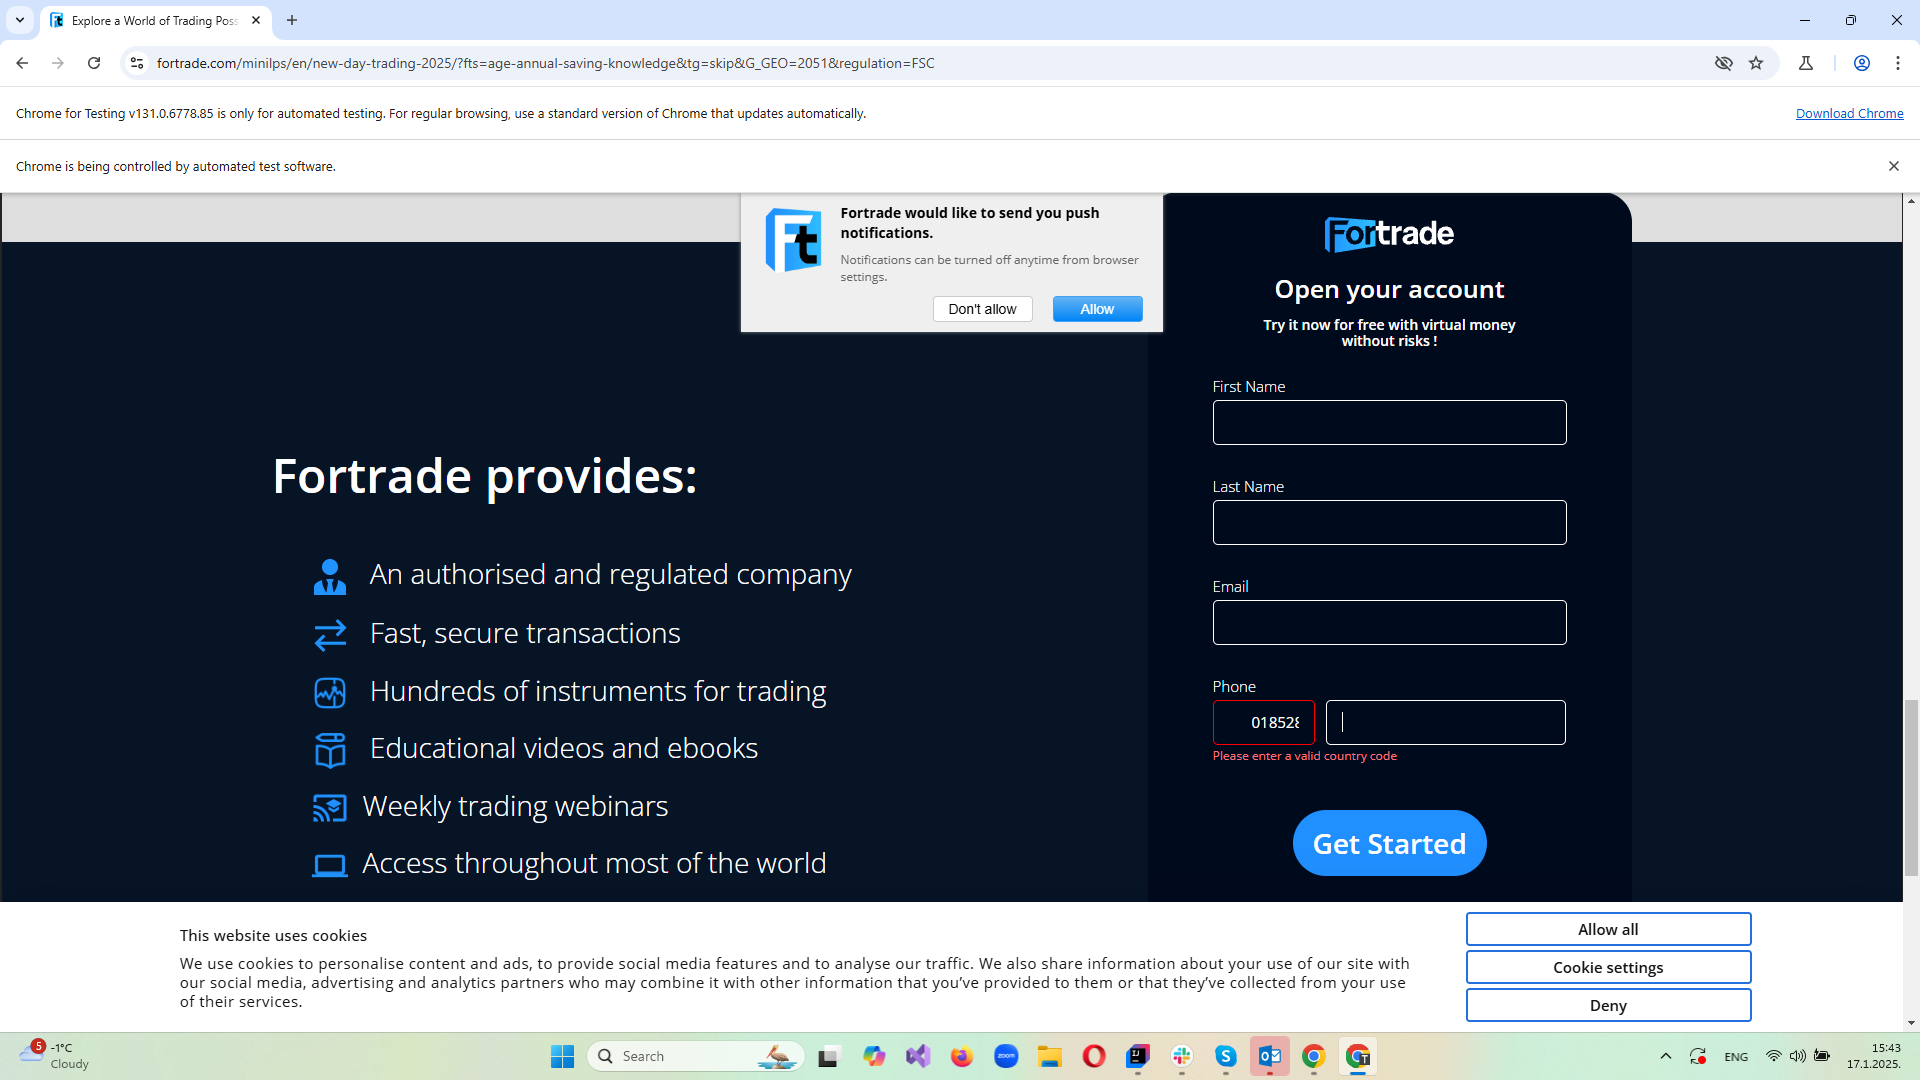 Explore a World of Trading Poss
fortrade.com/minilps/en/new-day-trading-2025/?fts=age-annual-saving-knowledge&tg=skip&G_GEO=2051&regulation=FSC
Chrome for Testing v131.0.6778.85 is only for automated testing. For regular browsing, use a standard version of Chrome that updates automatically.
Download Chrome
Chrome is being controlled by automated test software.
Ft
Fortrade would like to send you push
notifications.
Notifications can be turned off anytime from browser
settings.
Don't allow
Allow
Fortrade
Open your account
Try it now for free with virtual money
without risks !
First Name
Last Name
Email
Phone
018528
Please enter a valid country code
Get Started
Fortrade provides:
An authorised and regulated company
Fast, secure transactions
Hundreds of instruments for trading
Educational videos and ebooks
Weekly trading webinars
Access throughout most of the world
This website uses cookies
We use cookies to personalise content and ads, to provide social media features and to analyse our traffic. We also share information about your use of our site with
our social media, advertising and analytics partners who may combine it with other information that you've provided to them or that they've collected from your use
of their services.
Allow all
Cookie settings
Deny
5
-1°C
Cloudy
Search
zoom
ENG
15:43
17.1.2025.